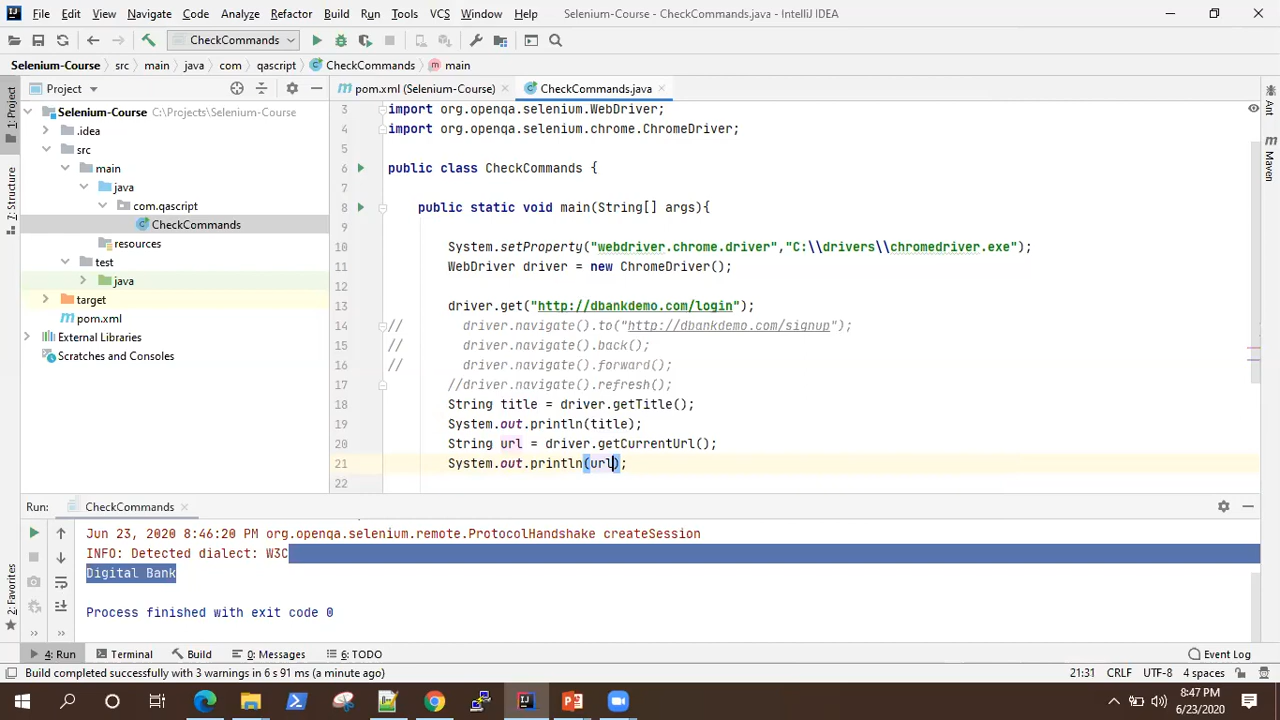 File Edit View Navigate Code Analyze Refactor Build Run Tools VCS Window Help Selenium-Course - CheckCommands.java - IntelliJ IDEA
CheckCommands
Selenium-Course src main java com qascript CheckCommands main
Project
pom.xml (Selenium-Course)
CheckCommands.java
1: Project
Z: Structure
2: Favorites
Ant
Maven
Selenium-Course C:\Projects\Selenium-Course
.idea
src
main
java
com.qascript
CheckCommands
resources
test
java
target
pom.xml
External Libraries
Scratches and Consoles
3 import org.openqa.selenium.WebDriver;
4 import org.openqa.selenium.chrome.ChromeDriver;
5
6 public class CheckCommands {
7
8 public static void main(String[] args){
9
10 System.setProperty("webdriver.chrome.driver","C:\\drivers\\chromedriver.exe");
11 WebDriver driver = new ChromeDriver();
12
13 driver.get("http://dbankdemo.com/login");
14 // driver.navigate().to("http://dbankdemo.com/signup");
15 // driver.navigate().back();
16 // driver.navigate().forward();
17 //driver.navigate().refresh();
18 String title = driver.getTitle();
19 System.out.println(title);
20 String url = driver.getCurrentUrl();
21 System.out.println(url);
22
Run: CheckCommands
Jun 23, 2020 8:46:20 PM org.openqa.selenium.remote.ProtocolHandshake createSession
INFO: Detected dialect: W3C
Digital Bank
Process finished with exit code 0
4: Run Terminal Build 0: Messages 6: TODO Event Log
Build completed successfully with 3 warnings in 6 s 91 ms (a minute ago) 21:31 CRLF UTF-8 4 spaces
8:47 PM
6/23/2020